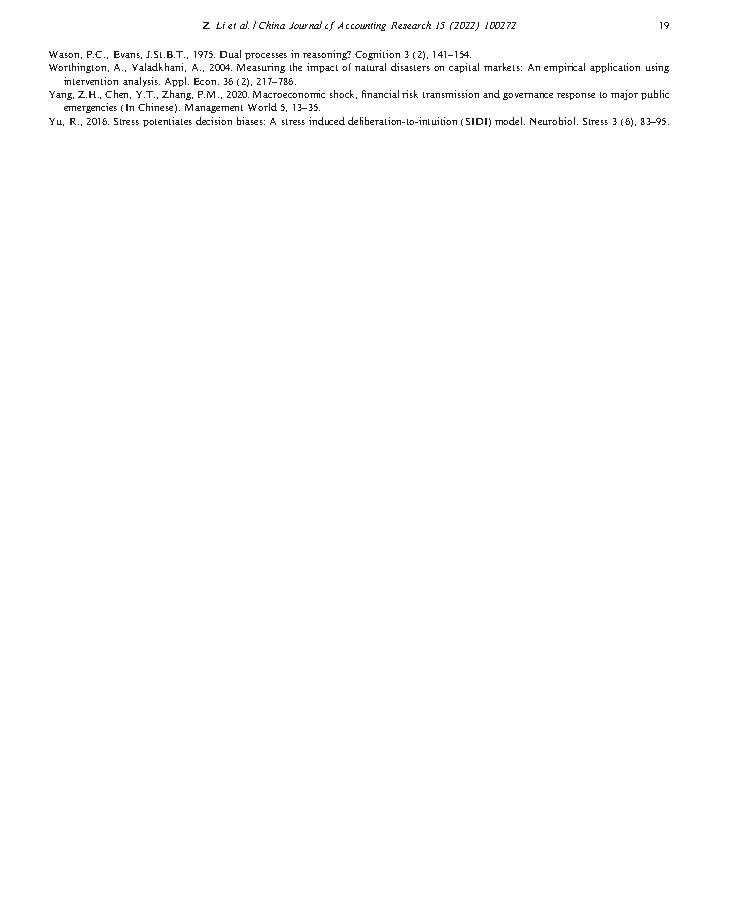 Z. Li et al. / China Journal of Accounting Research 15 (2022) 100272 19
Wason, P.C., Evans, J.St.B.T., 1975. Dual processes in reasoning? Cognition 3 (2), 141–154.
Worthington, A., Valadkhani, A., 2004. Measuring the impact of natural disasters on capital markets: An empirical application using
intervention analysis. Appl. Econ. 36 (2), 217–786.
Yang, Z.H., Chen, Y.T., Zhang, P.M., 2020. Macroeconomic shock, financial risk transmission and governance response to major public
emergencies (In Chinese). Management World 5, 13–35.
Yu, R., 2016. Stress potentiates decision biases: A stress induced deliberation-to-intuition (SIDI) model. Neurobiol. Stress 3 (6), 83–95.